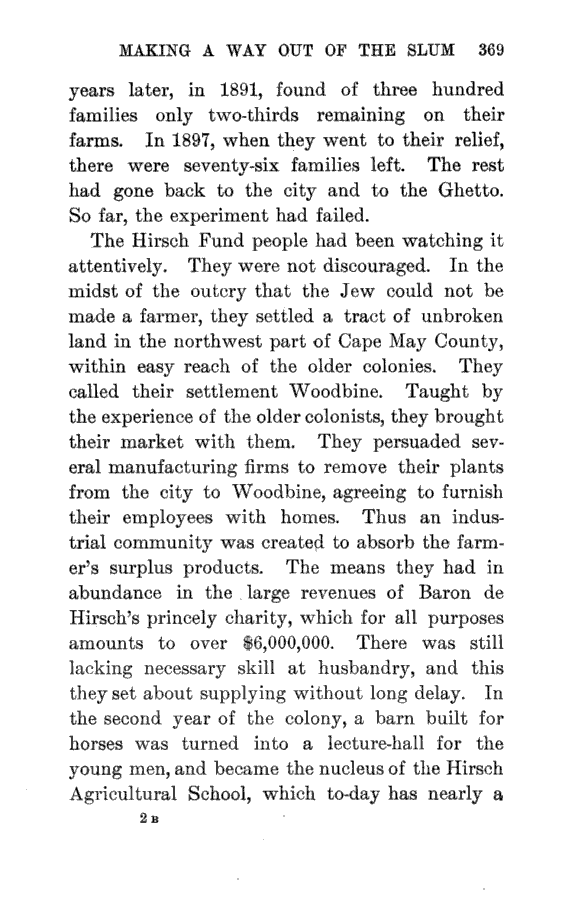 MAKING A WAY OUT OF THE SLUM 369
years later, in 1891, found of three hundred
families only two-thirds remaining on their
farms. In 1897, when they went to their relief,
there were seventy-six families left. The rest
had gone back to the city and to the Ghetto.
So far, the experiment had failed.
The Hirsch Fund people had been watching it
attentively. They were not discouraged. In the
midst of the outcry that the Jew could not be
made a farmer, they settled a tract of unbroken
land in the northwest part of Cape May County,
within easy reach of the older colonies. They
called their settlement Woodbine. Taught by
the experience of the older colonists, they brought
their market with them. They persuaded sev-
eral manufacturing firms to remove their plants
from the city to Woodbine, agreeing to furnish
their employees with homes. Thus an indus-
trial community was created to absorb the farm-
er's surplus products. The means they had in
abundance in the large revenues of Baron de
Hirsch's princely charity, which for all purposes
amounts to over $6,000,000. There was still
lacking necessary skill at husbandry, and this
they set about supplying without long delay. In
the second year of the colony, a barn built for
horses was turned into a lecture-hall for the
young men, and became the nucleus of the Hirsch
Agricultural School, which to-day has nearly a
2 B